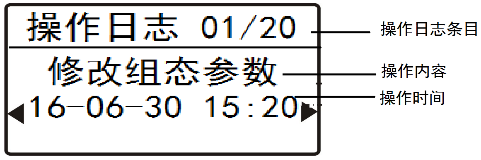 操作日志 01/20
操作日志条目
修改组态参数
操作内容
16-06-30 15:20
操作时间